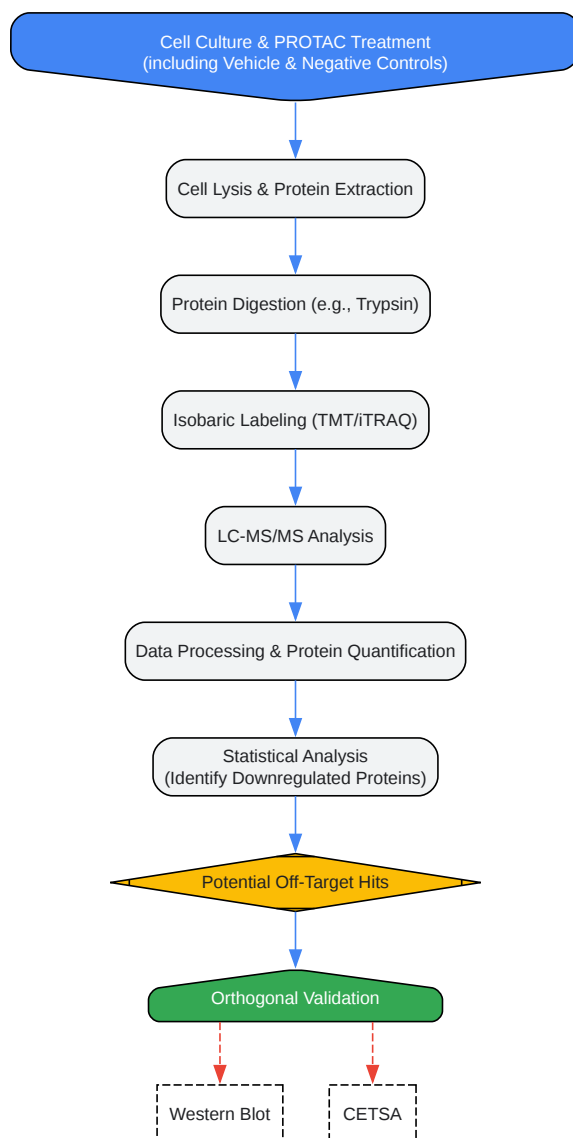 Cell Culture & PROTAC Treatment
(including Vehicle & Negative Controls)
Cell Lysis & Protein Extraction
Protein Digestion (e.g., Trypsin)
Isobaric Labeling (TMT/iTRAQ)
LC-MS/MS Analysis
Data Processing & Protein Quantification
Statistical Analysis
(Identify Downregulated Proteins)
Potential Off-Target Hits
Orthogonal Validation
Western Blot
CETSA